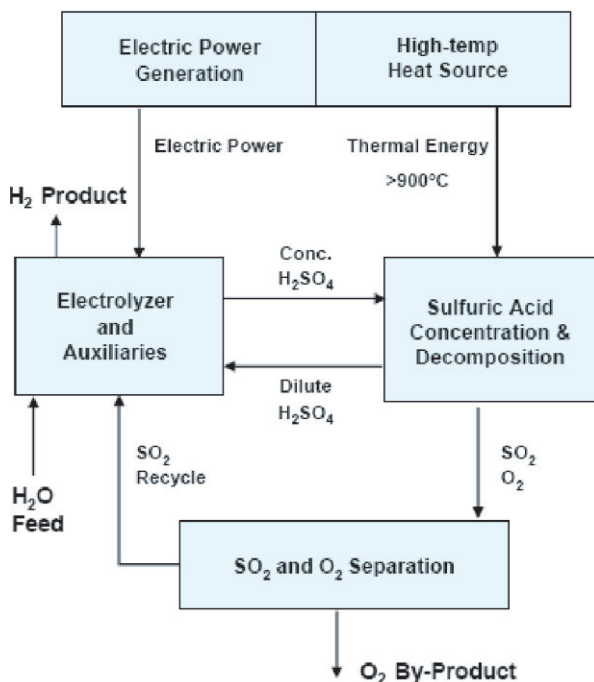 Electric Power
Generation
High-temp
Heat Source
Electric Power
Thermal Energy
>900°C
H₂ Product
Conc.
H₂SO₄
Electrolyzer
and
Auxiliaries
Sulfuric Acid
Concentration &
Decomposition
Dilute
H₂SO₄
SO₂
Recycle
SO₂
O₂
H₂O
Feed
SO₂ and O₂ Separation
O₂ By-Product